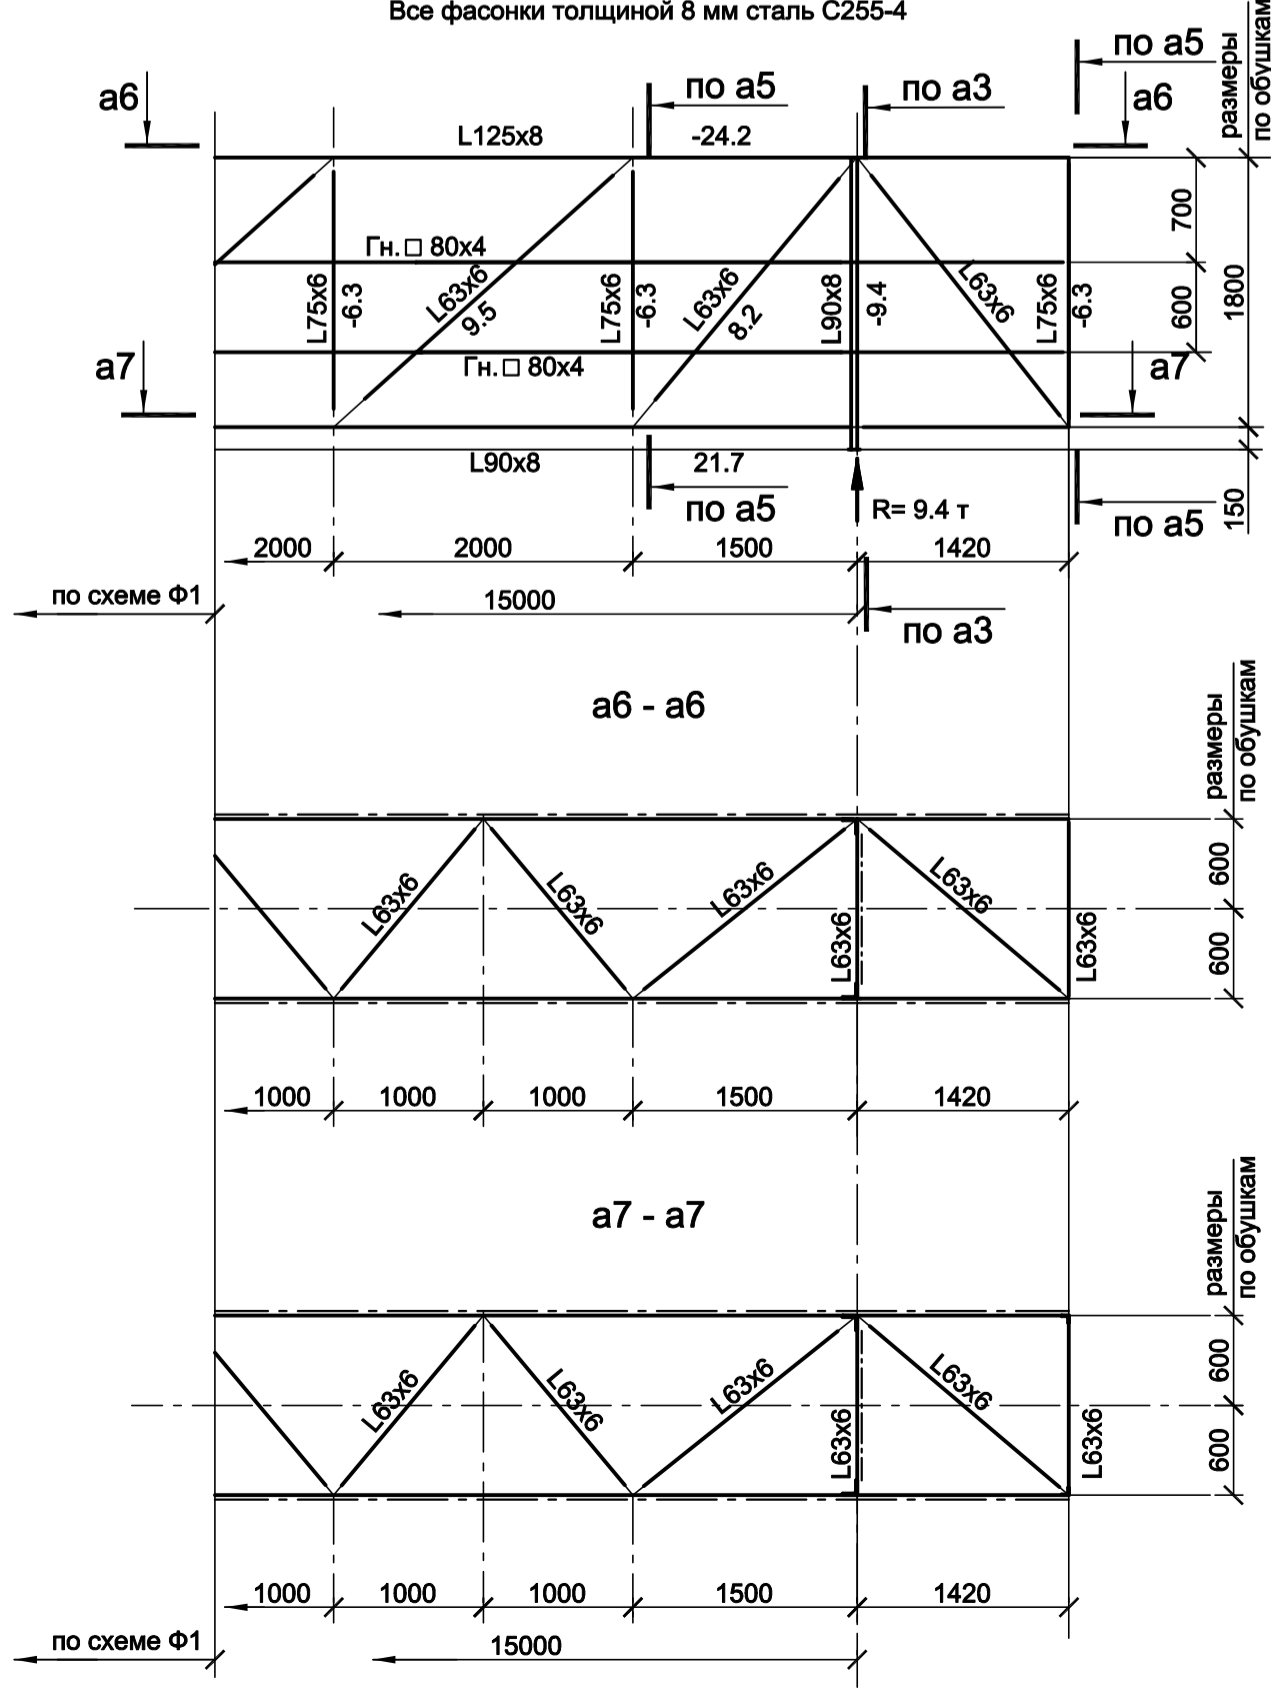 Все фасонки толщиной 8 мм сталь С255-4
по а5
размеры
по обушкам
а6
по а5
по а3
а6
L125x8
-24.2
700
Гн.□ 80x4
L75x6
-6.3
L63x6
9.5
L75x6
-6.3
L63x6
8.2
L90x8
-9.4
L63x6
L75x6
-6.3
600
1800
а7
Гн.□ 80x4
а7
L90x8
21.7
по а5
R= 9.4 т
по а5
150
2000
2000
1500
1420
по схеме Ф1
15000
по а3
а6 - а6
размеры
по обушкам
L63x6
L63x6
L63x6
L63x6
L63x6
L63x6
600
600
1000
1000
1000
1500
1420
а7 - а7
размеры
по обушкам
L63x6
L63x6
L63x6
L63x6
L63x6
L63x6
600
600
1000
1000
1000
1500
1420
по схеме Ф1
15000